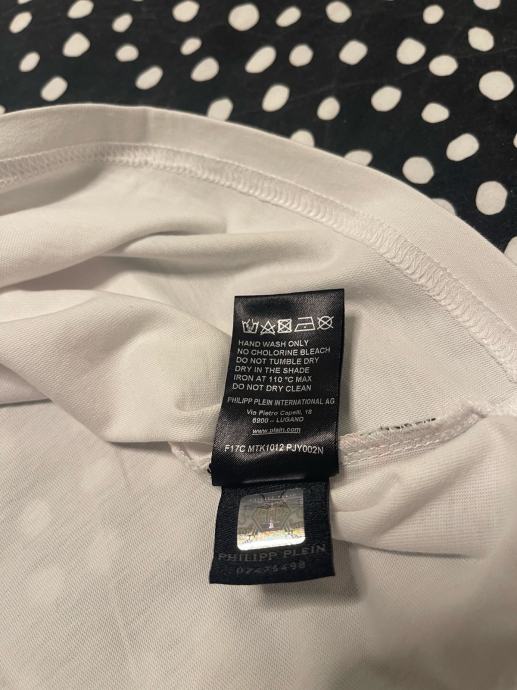 HAND WASH ONLY
NO CHOLORINE BLEACH
DO NOT TUMBLE DRY
DRY IN THE SHADE
IRON AT 110 °C MAX
DO NOT DRY CLEAN
PHILIPP PLEIN INTERNATIONAL AG
Via Pietro Capelli, 18
6900 – LUGANO
www.plein.com
F17C MTK1012 PJY002N
PHILIPP PLEIN